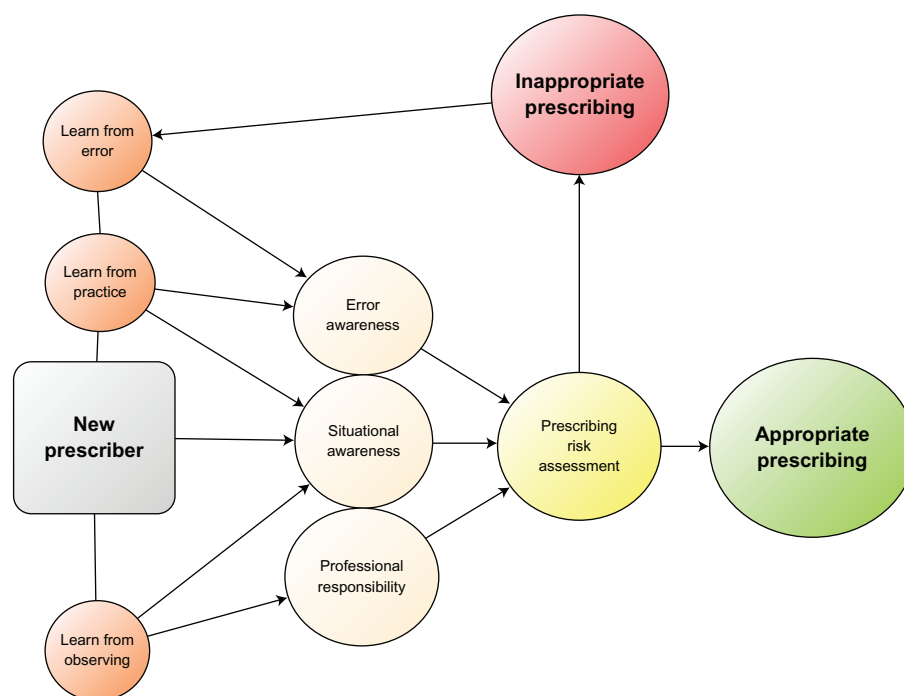 Inappropriate
prescribing
Learn from
error
Learn from
practice
Error
awareness
New
prescriber
Situational
awareness
Prescribing
risk
assessment
Appropriate
prescribing
Professional
responsibility
Learn from
observing